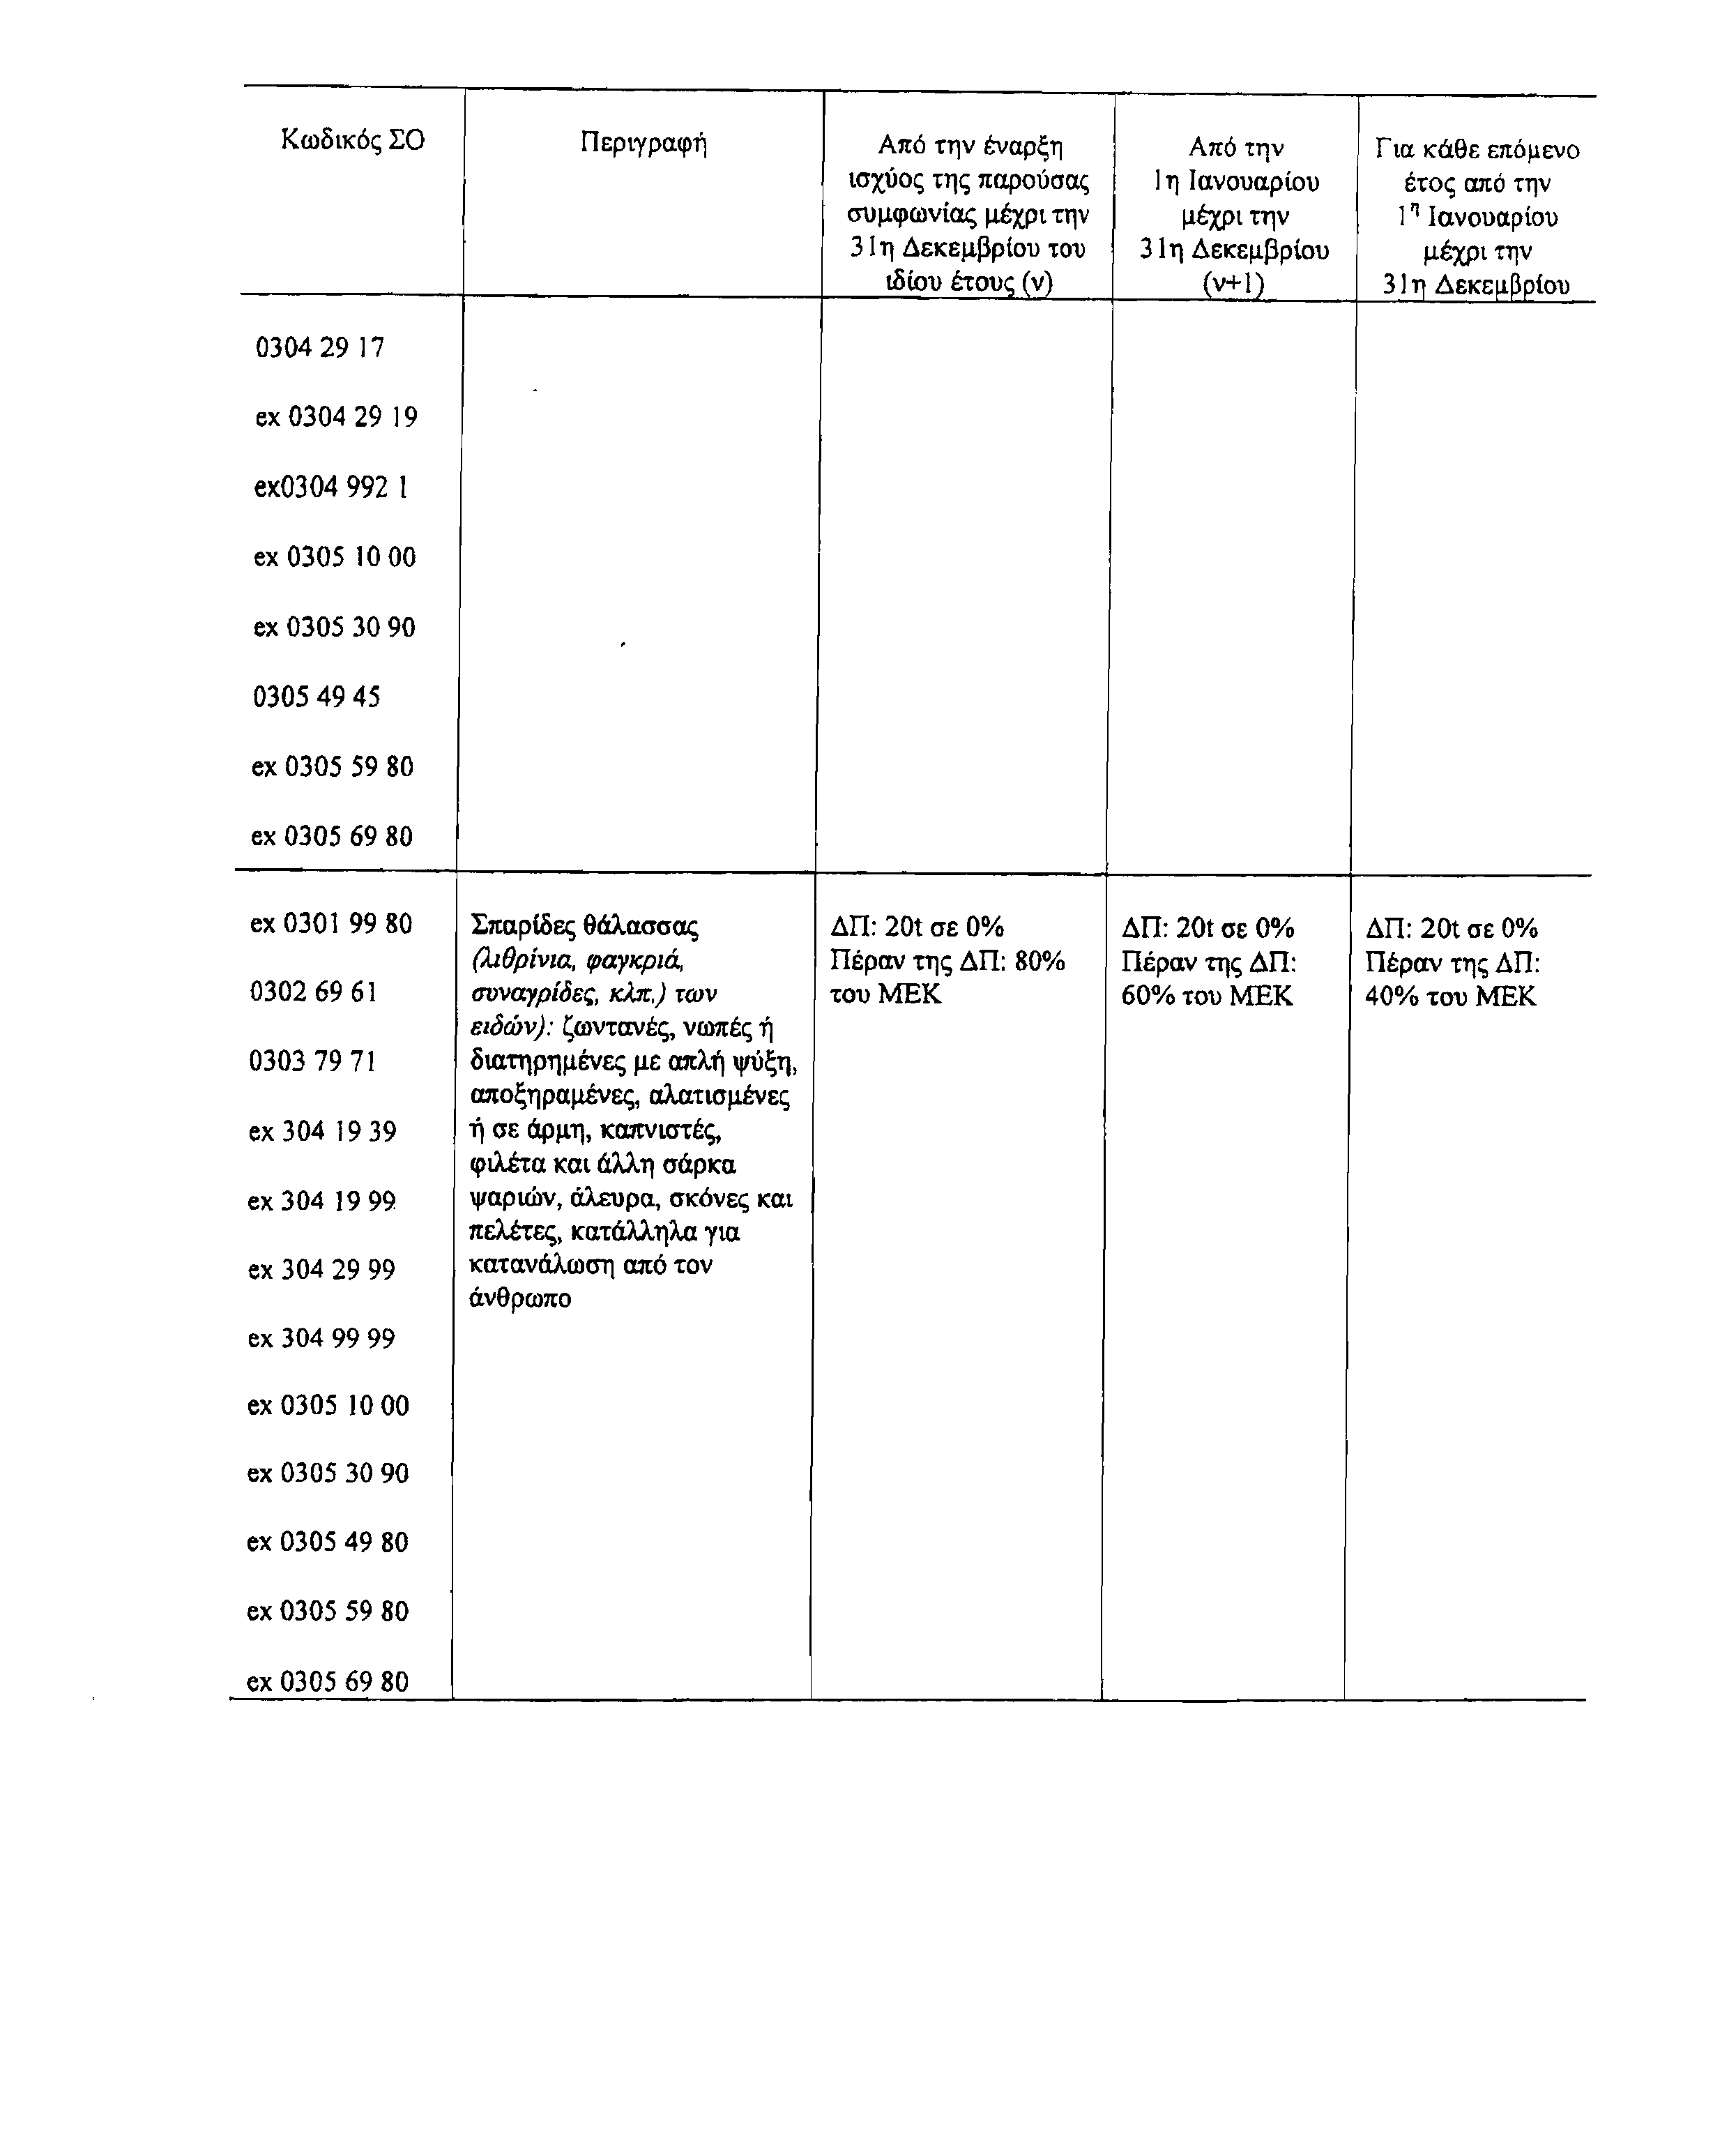 Κωδικός ΣΟ
Περιγραφή
Από την έναρξη
ισχύος της παρούσας
συμφωνίας μέχρι την
31η Δεκεμβρίου του
ιδίου έτους (ν)
Από την
1η Ιανουαρίου
μέχρι την
31η Δεκεμβρίου
(ν+1)
Για κάθε επόμενο
έτος από την
1η Ιανουαρίου
μέχρι την
31η Δεκεμβρίου
0304 29 17
ex 0304 29 19
ex0304 992 1
ex 0305 10 00
ex 0305 30 90
0305 49 45
ex 0305 59 80
ex 0305 69 80
ex 0301 99 80
0302 69 61
0303 79 71
ex 304 19 39
ex 304 19 99
ex 304 29 99
ex 304 99 99
ex 0305 10 00
ex 0305 30 90
ex 0305 49 80
ex 0305 59 80
ex 0305 69 80
Σπαρίδες θάλασσας
(λιθρίνια, φαγκριά,
συναγρίδες, κλπ.) των
ειδών): ζωντανές, νωπές ή
διατηρημένες με απλή ψύξη,
αποξηραμένες, αλατισμένες
ή σε άρμη, καπνιστές,
φιλέτα και άλλη σάρκα
ψαριών, άλευρα, σκόνες και
πελέτες, κατάλληλα για
κατανάλωση από τον
άνθρωπο
ΔΠ: 20t σε 0%
Πέραν της ΔΠ: 80%
του ΜΕΚ
ΔΠ: 20t σε 0%
Πέραν της ΔΠ:
60% του ΜΕΚ
ΔΠ: 20t σε 0%
Πέραν της ΔΠ:
40% του ΜΕΚ